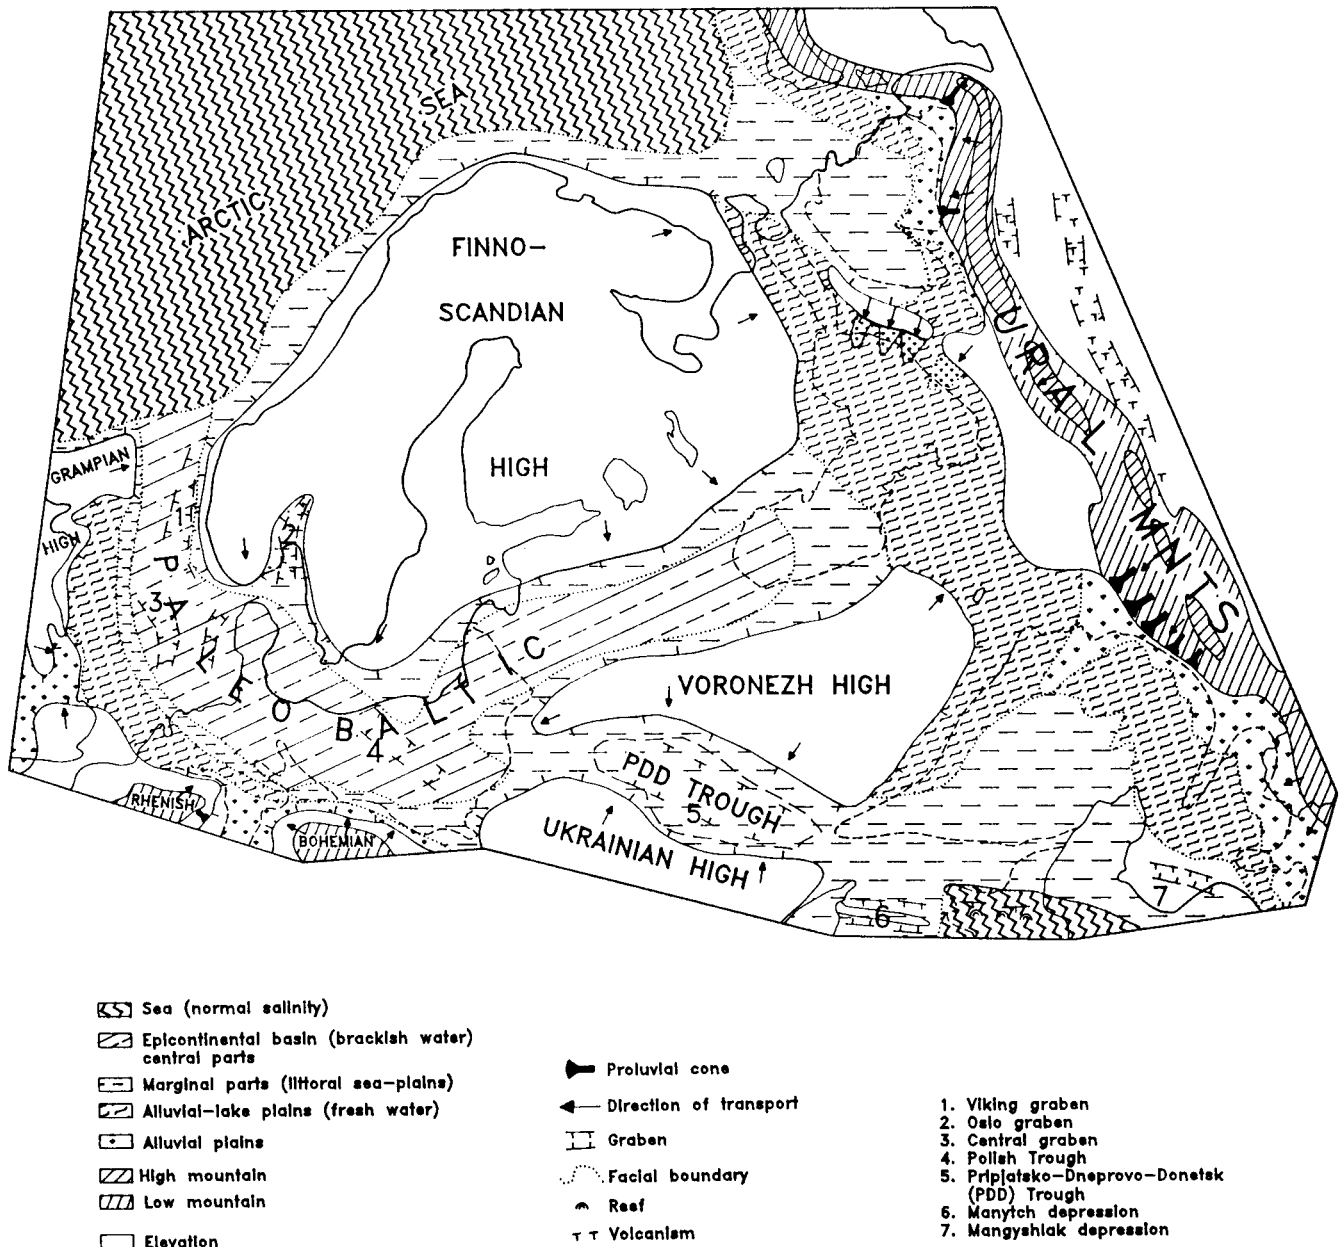 SEA
ARCTIC
FINNO-
SCANDIAN
HIGH
GRAMPIAN
HIGH
URAL
MNTS
1
2
3
PALEO BALTIC
4
VORONEZH HIGH
PDD TROUGH
5
UKRAINIAN HIGH
RHENISH
BOHEMIAN
6
7
Sea (normal salinity)
Epicontinental basin (brackish water)
central parts
Marginal parts (littoral sea-plains)
Alluvial-lake plains (fresh water)
Alluvial plains
High mountain
Low mountain
Elevation
Proluvial cone
Direction of transport
Graben
Facial boundary
Reef
Volcanism
1. Viking graben
2. Oslo graben
3. Central graben
4. Polish Trough
5. Pripjatsko-Dneprovo-Donetsk
(PDD) Trough
6. Manytch depression
7. Mangyshlak depression